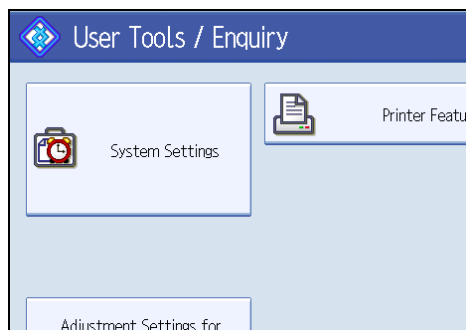 User Tools / Enquiry
System Settings
Printer Featu
Adjustment Settings for